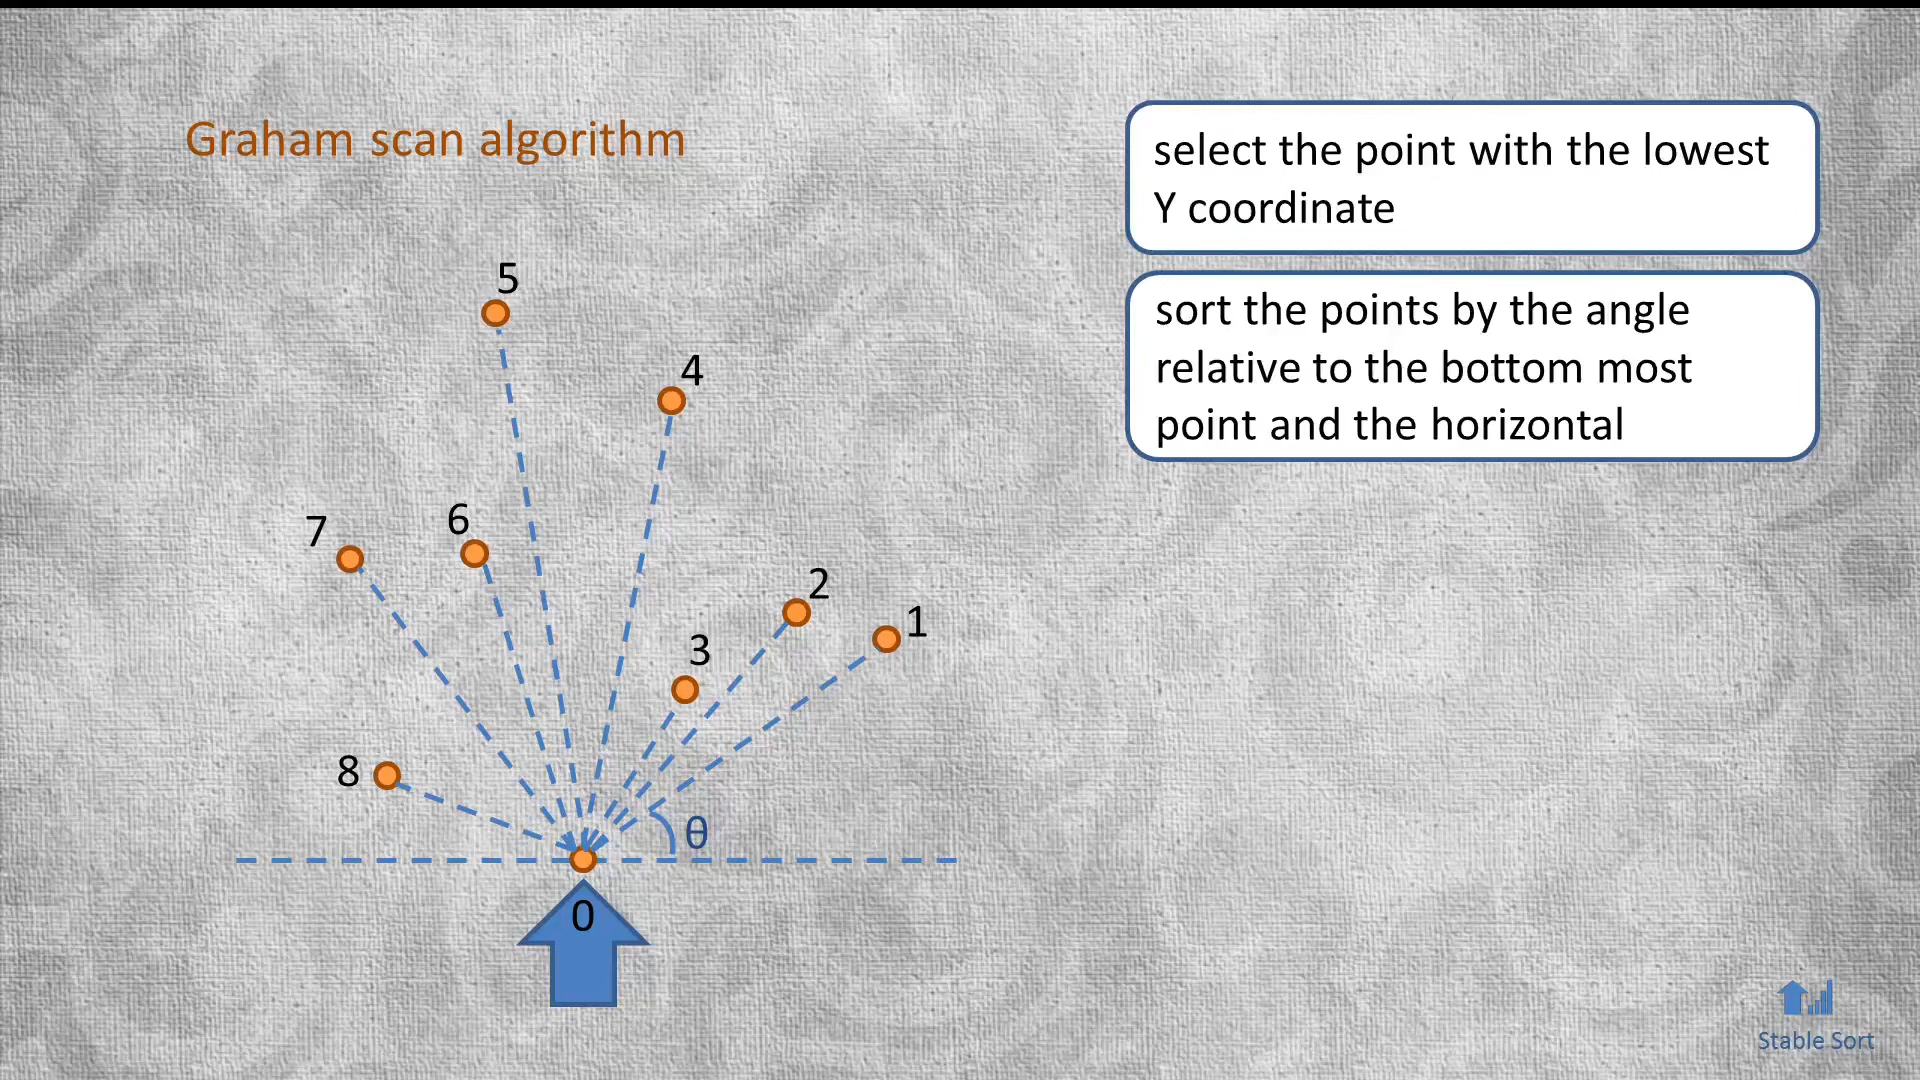 Graham scan algorithm
select the point with the lowest
Y coordinate
sort the points by the angle
relative to the bottom most
point and the horizontal
5
4
7
6
2
1
3
8
θ
0
Stable Sort